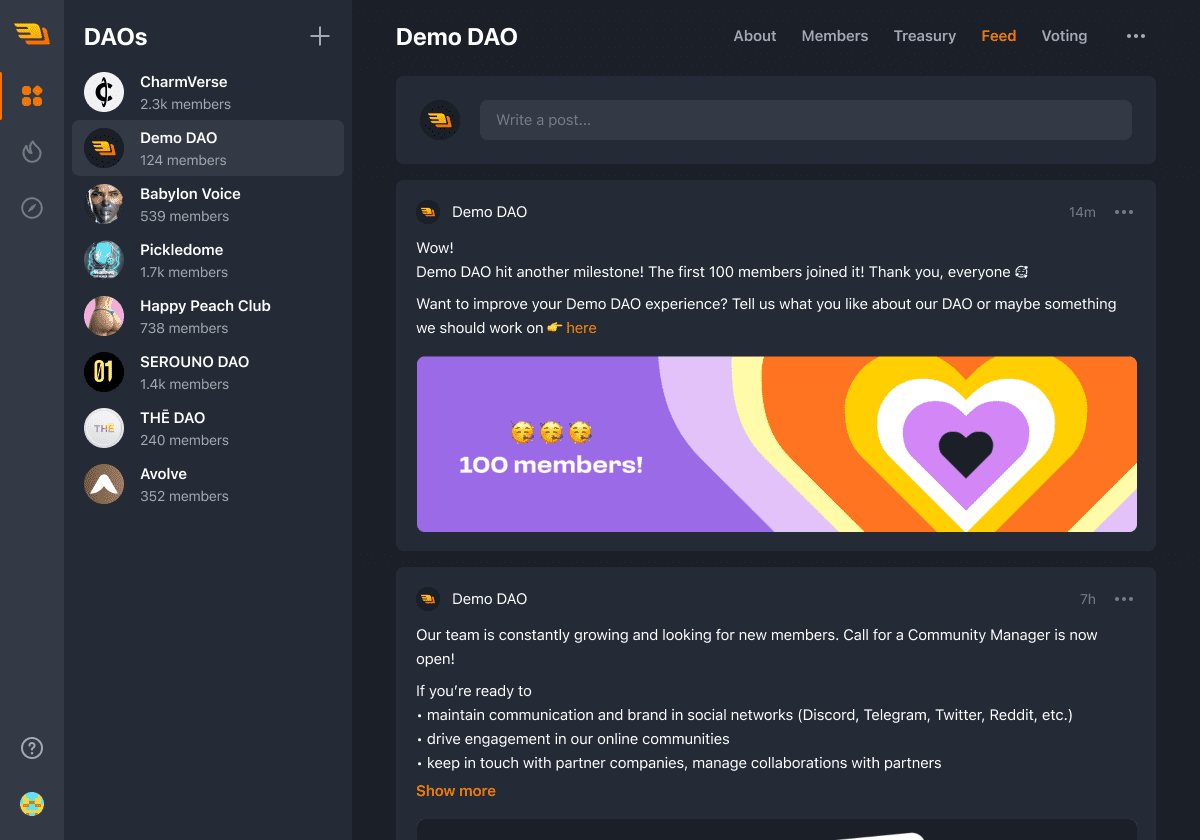 DAOs
CharmVerse
2.3k members
Demo DAO
124 members
Babylon Voice
539 members
Pickledome
1.7k members
Happy Peach Club
738 members
01
SEROUNO DAO
1.4k members
THĒ
THĒ DAO
240 members
Avolve
352 members
Demo DAO
About
Members
Treasury
Feed
Voting
Write a post...
Demo DAO
14m
Wow!
Demo DAO hit another milestone! The first 100 members joined it! Thank you, everyone 🥰
Want to improve your Demo DAO experience? Tell us what you like about our DAO or maybe something
we should work on 👉 here
🥳 🥳 🥳
100 members!
Demo DAO
7h
Our team is constantly growing and looking for new members. Call for a Community Manager is now
open!
If you’re ready to
• maintain communication and brand in social networks (Discord, Telegram, Twitter, Reddit, etc.)
• drive engagement in our online communities
• keep in touch with partner companies, manage collaborations with partners
Show more